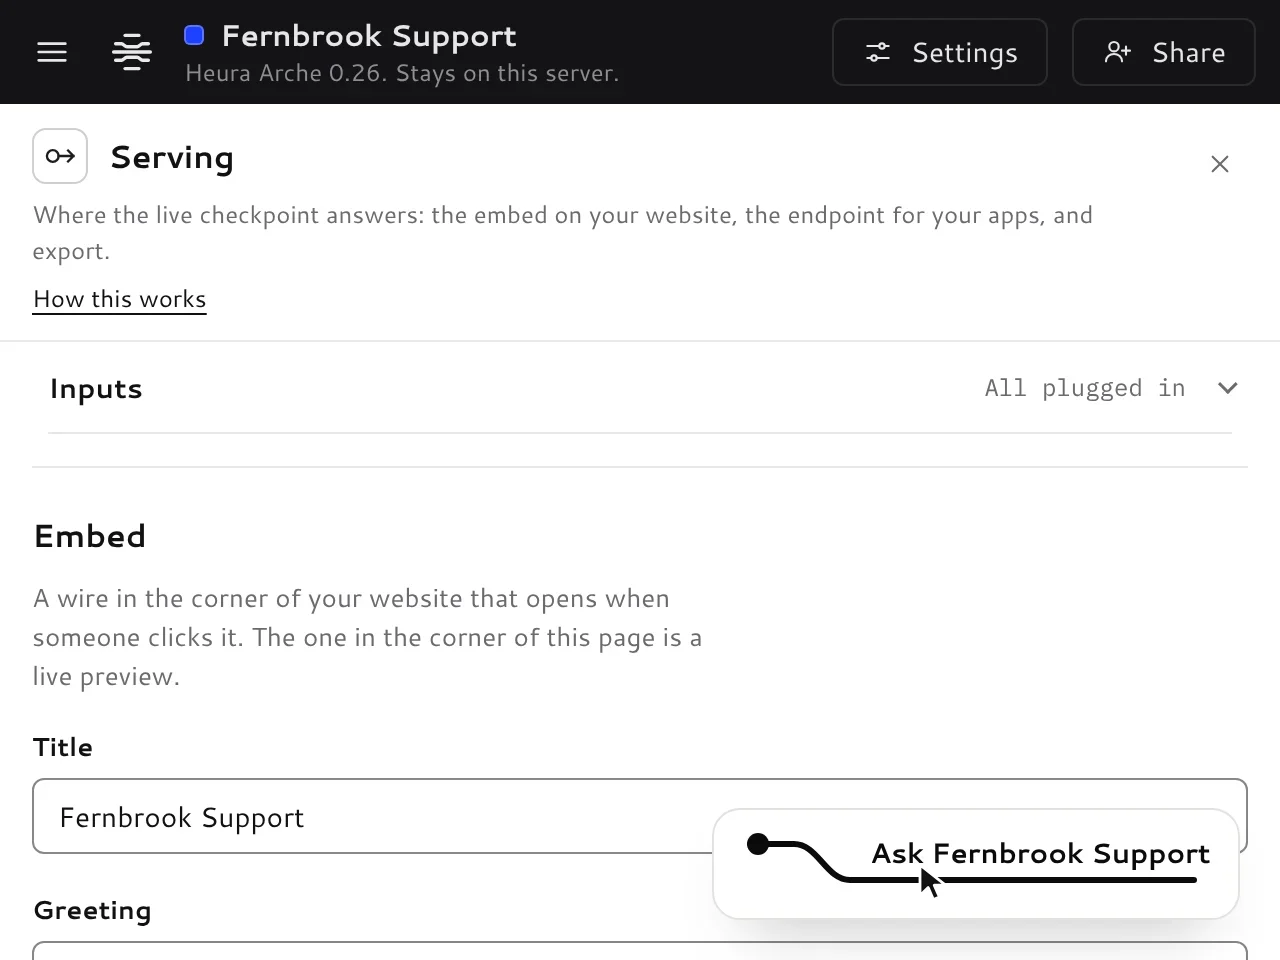 Fernbrook Support
Heura Arche 0.26. Stays on this server.
Settings
Share
Serving
Where the live checkpoint answers: the embed on your website, the endpoint for your apps, and
export.
How this works
Inputs
All plugged in
Embed
A wire in the corner of your website that opens when
someone clicks it. The one in the corner of this page is a
live preview.
Title
Fernbrook Support
Ask Fernbrook Support
Greeting